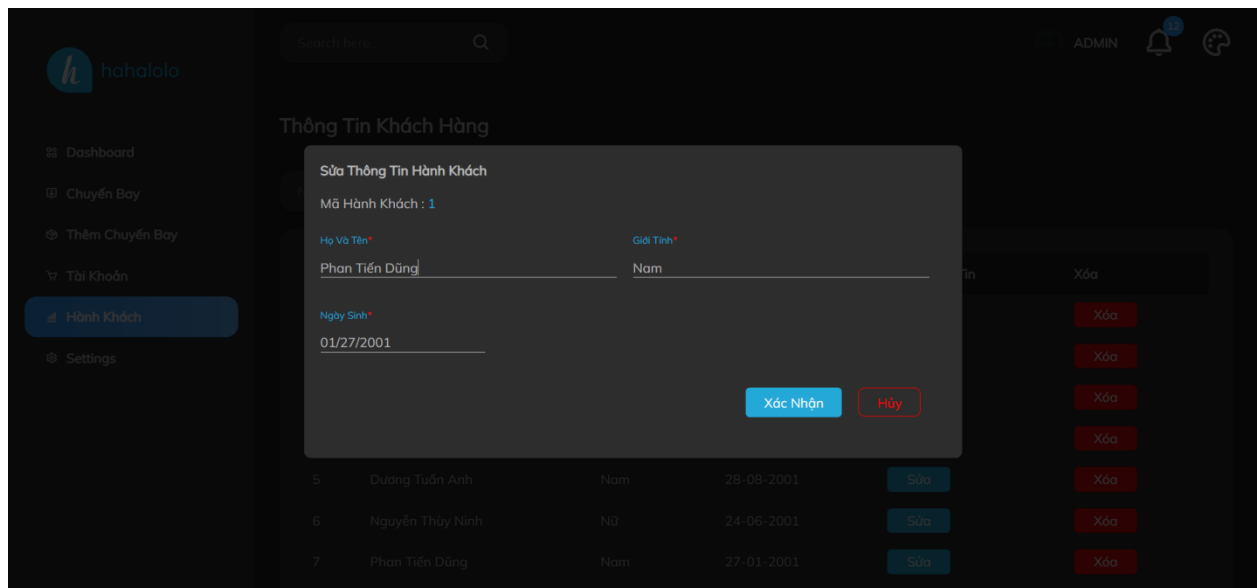 12
Search here...
ADMIN
h hahalolo
Thông Tin Khách Hàng
Dashboard
Sửa Thông Tin Hành Khách
Chuyến Bay
Mã Hành Khách : 1
Thêm Chuyến Bay
Họ Và Tên*
Giới Tính*
Phan Tiến Dũng
Nam
Tài Khoản
Xóa
Hành Khách
Ngày Sinh*
Xóa
01/27/2001
Settings
Xóa
Xác Nhận
Hủy
Xóa
Xóa
5 Dương Tuấn Anh Nam 28-08-2001 Sửa Xóa
6 Nguyễn Thùy Ninh Nữ 24-06-2001 Sửa Xóa
7 Phan Tiến Dũng Nam 27-01-2001 Sửa Xóa